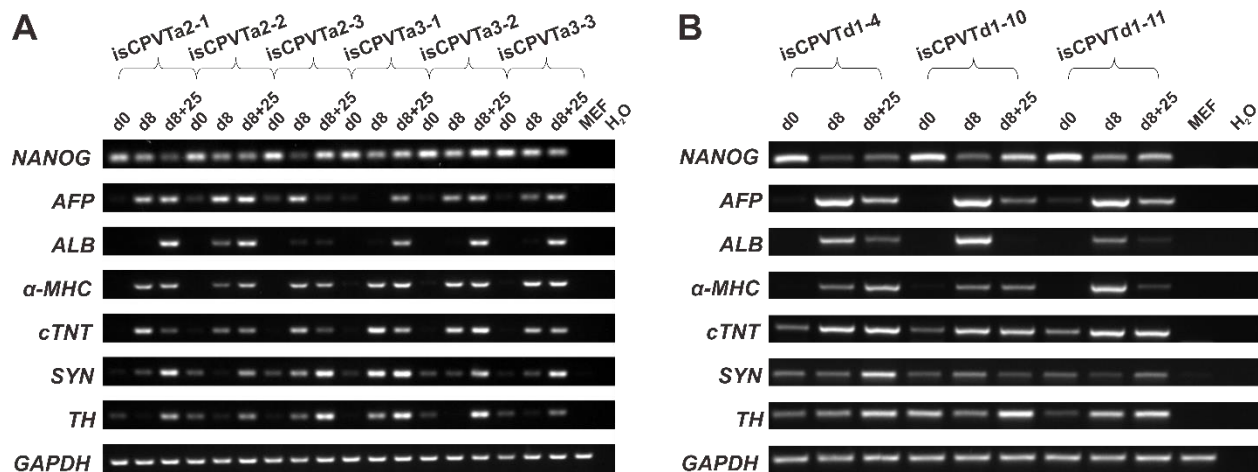 A
isCPVTa2-1 isCPVTa2-2 isCPVTa2-3 isCPVTa3-1 isCPVTa3-2 isCPVTa3-3
d0 d8 d8+25 d0 d8 d8+25 d0 d8 d8+25 d0 d8 d8+25 d0 d8 d8+25 d0 d8 d8+25 MEF H₂O
NANOG
AFP
ALB
α-MHC
cTNT
SYN
TH
GAPDH
B
isCPVTd1-4 isCPVTd1-10 isCPVTd1-11
d0 d8 d8+25 d0 d8 d8+25 d0 d8 d8+25 MEF H₂O
NANOG
AFP
ALB
α-MHC
cTNT
SYN
TH
GAPDH